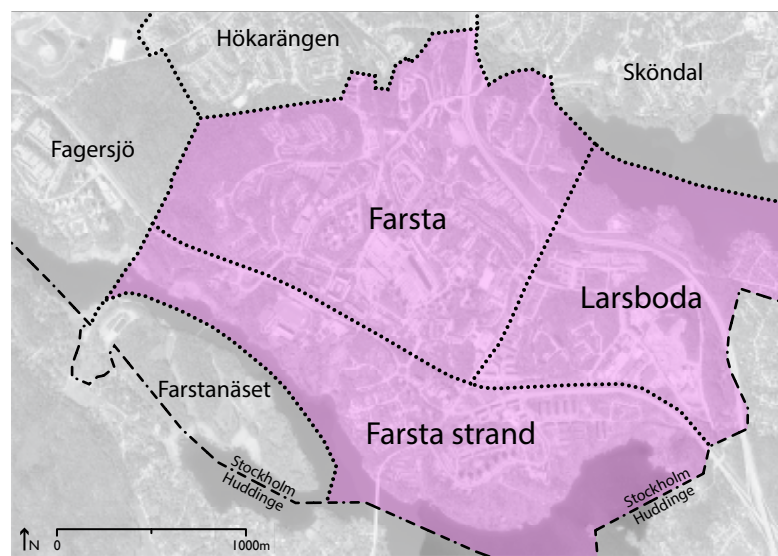 Hökarängen
Sköndal
Fagersjö
Farsta
Larsboda
Farstanäset
Farsta strand
Stockholm
Huddinge
Stockholm
Huddinge
N
0
1000m